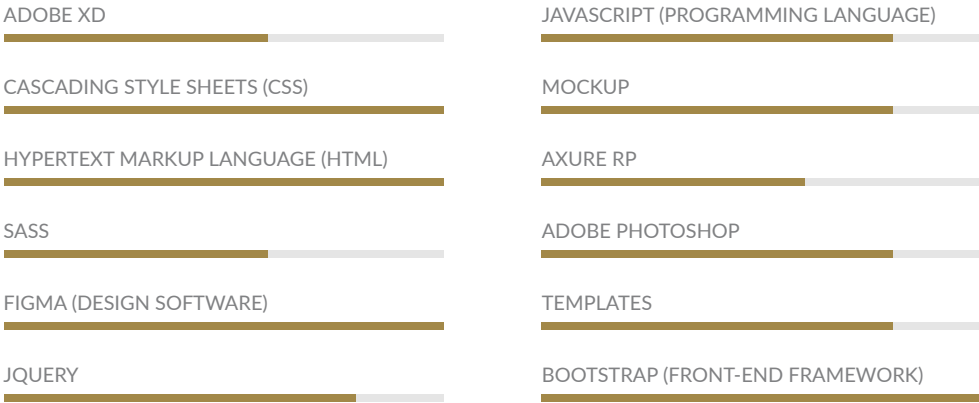 ADOBE XD
CASCADING STYLE SHEETS (CSS)
HYPERTEXT MARKUP LANGUAGE (HTML)
SASS
FIGMA (DESIGN SOFTWARE)
JQUERY
JAVASCRIPT (PROGRAMMING LANGUAGE)
MOCKUP
AXURE RP
ADOBE PHOTOSHOP
TEMPLATES
BOOTSTRAP (FRONT-END FRAMEWORK)